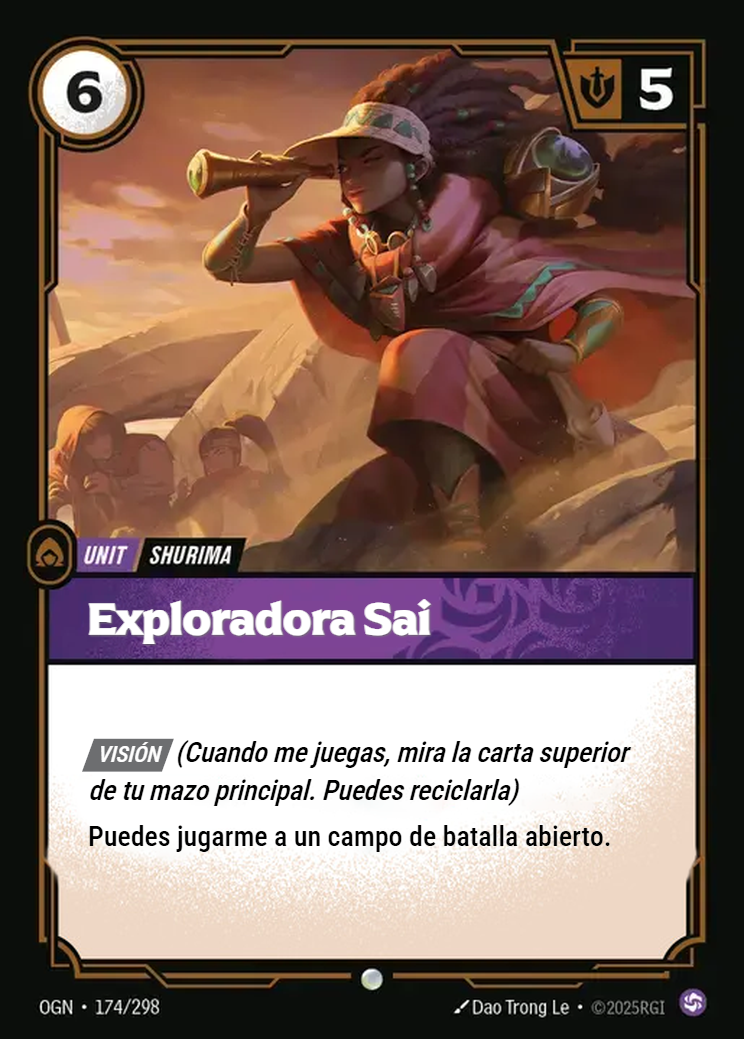 6
5
UNIT SHURIMA
Exploradora Sai
VISIÓN (Cuando me juegas, mira la carta superior
de tu mazo principal. Puedes reciclarla)
Puedes jugarme a un campo de batalla abierto.
OGN • 174/298
Dao Trong Le • ©2025RGI